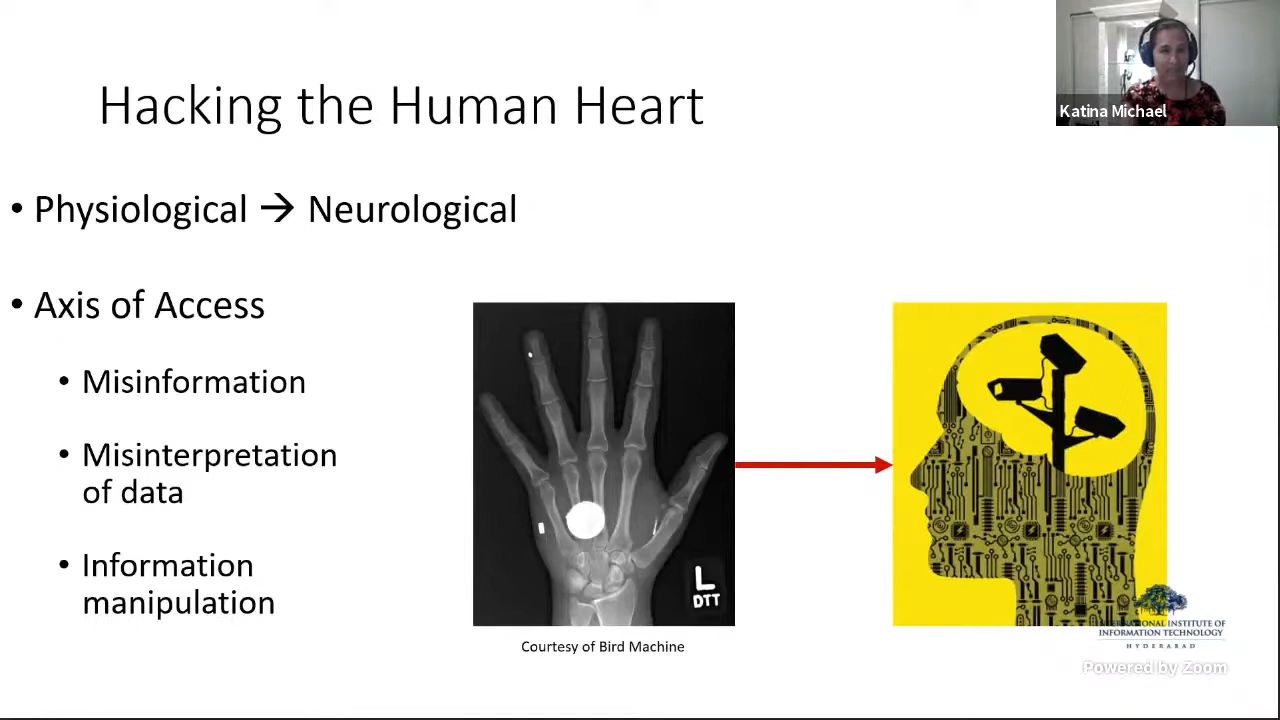 Hacking the Human Heart
Katina Michael
• Physiological → Neurological
• Axis of Access
• Misinformation
• Misinterpretation
of data
• Information
manipulation
L
DTT
Courtesy of Bird Machine
INTERNATIONAL INSTITUTE OF
INFORMATION TECHNOLOGY
HYDERABAD
Powered by Zoom